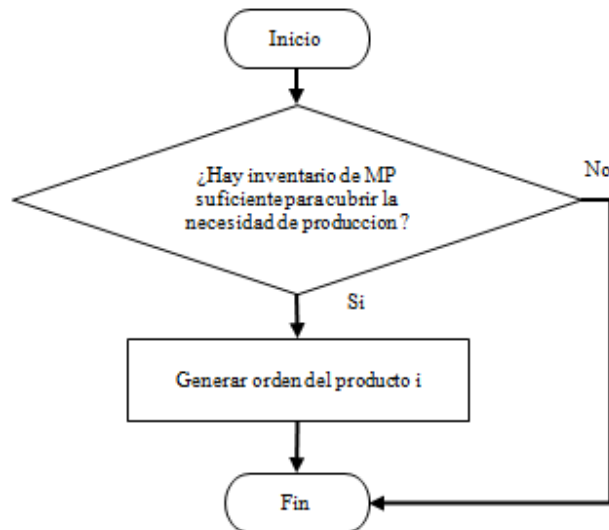 Inicio
¿Hay inventario de MP
suficiente para cubrir la
necesidad de produccion?
No
Si
Generar orden del producto i
Fin